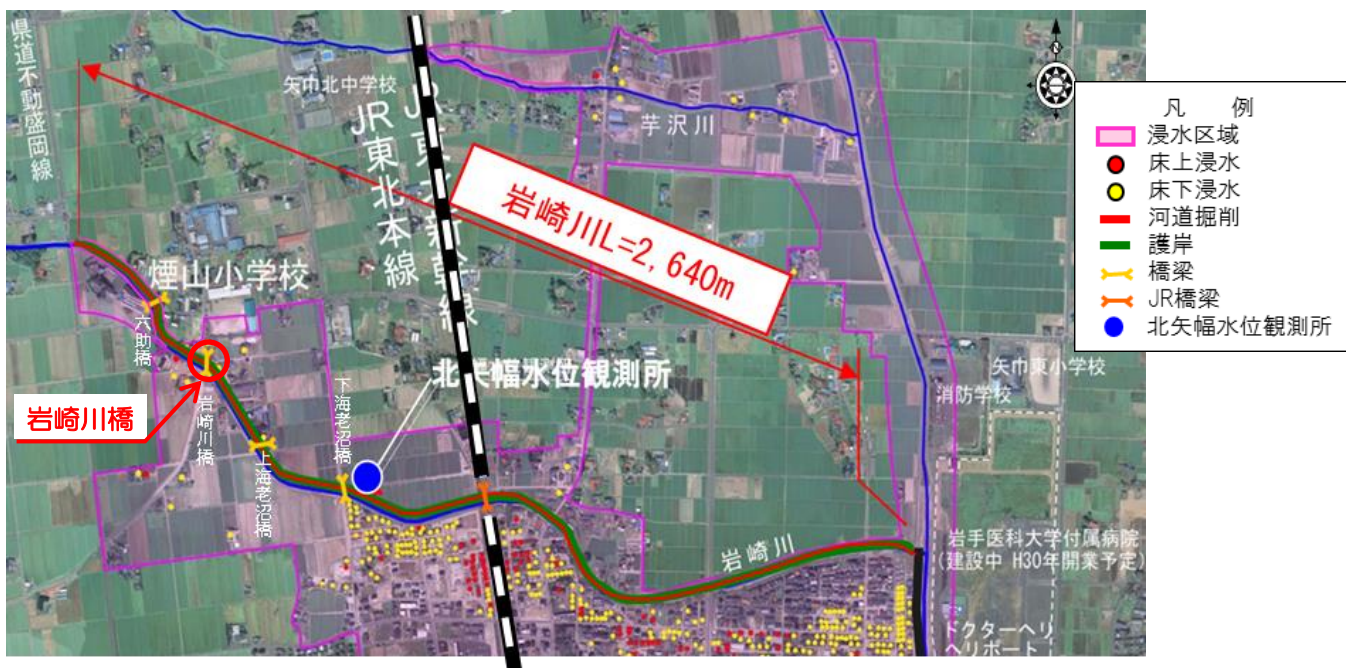 県道不動盛岡線
矢巾北中学校
JR東北本線
JR東北新幹線
芋沢川
岩崎川L=2,640m
煙山小学校
六助橋
岩崎川橋
岩崎川橋
上海老沼橋
下海老沼橋
北矢幅水位観測所
岩崎川
矢巾東小学校
消防学校
岩手医科大学付属病院
(建設中 H30年開業予定)
ドクターヘリ
ヘリポート
N
凡 例
浸水区域
床上浸水
床下浸水
河道掘削
護岸
橋梁
JR橋梁
北矢幅水位観測所